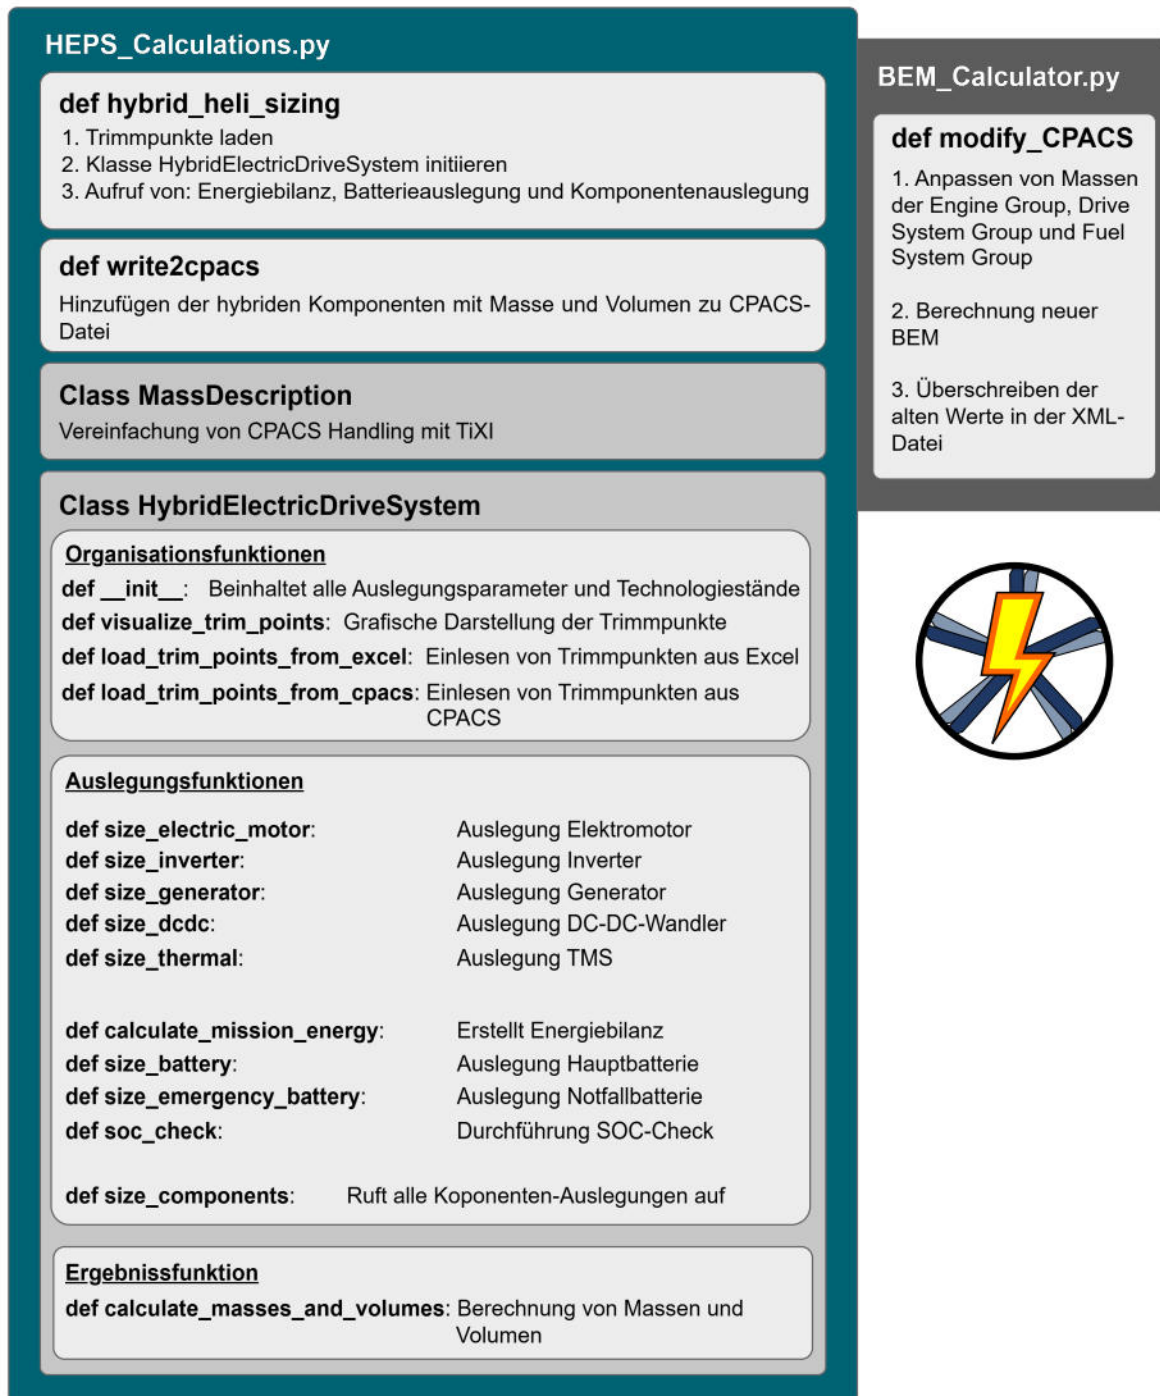 HEPS_Calculations.py
def hybrid_heli_sizing
1. Trimmpunkte laden
2. Klasse HybridElectricDriveSystem initiieren
3. Aufruf von: Energiebilanz, Batterieauslegung und Komponentenauslegung
def write2cpacs
Hinzufügen der hybriden Komponenten mit Masse und Volumen zu CPACS-
Datei
Class MassDescription
Vereinfachung von CPACS Handling mit TiXI
Class HybridElectricDriveSystem
Organisationsfunktionen
def __init__: Beinhaltet alle Auslegungsparameter und Technologiestände
def visualize_trim_points: Grafische Darstellung der Trimmpunkte
def load_trim_points_from_excel: Einlesen von Trimmpunkten aus Excel
def load_trim_points_from_cpacs: Einlesen von Trimmpunkten aus
CPACS
Auslegungsfunktionen
def size_electric_motor: Auslegung Elektromotor
def size_inverter: Auslegung Inverter
def size_generator: Auslegung Generator
def size_dcdc: Auslegung DC-DC-Wandler
def size_thermal: Auslegung TMS
def calculate_mission_energy: Erstellt Energiebilanz
def size_battery: Auslegung Hauptbatterie
def size_emergency_battery: Auslegung Notfallbatterie
def soc_check: Durchführung SOC-Check
def size_components: Ruft alle Koponenten-Auslegungen auf
Ergebnissfunktion
def calculate_masses_and_volumes: Berechnung von Massen und
Volumen
BEM_Calculator.py
def modify_CPACS
1. Anpassen von Massen
der Engine Group, Drive
System Group und Fuel
System Group
2. Berechnung neuer
BEM
3. Überschreiben der
alten Werte in der XML-
Datei